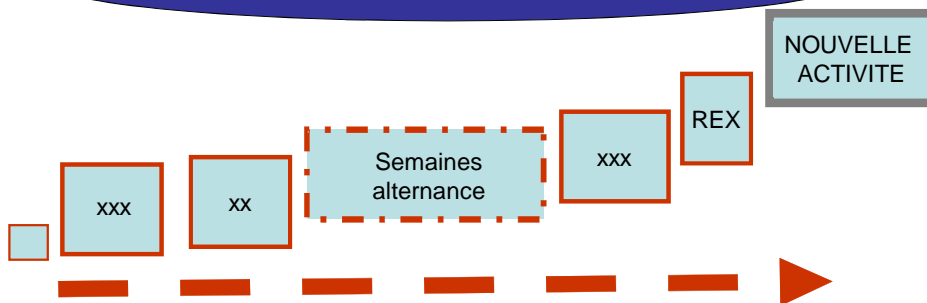 xxx
xx
Semaines
alternance
xxx
REX
NOUVELLE
ACTIVITE